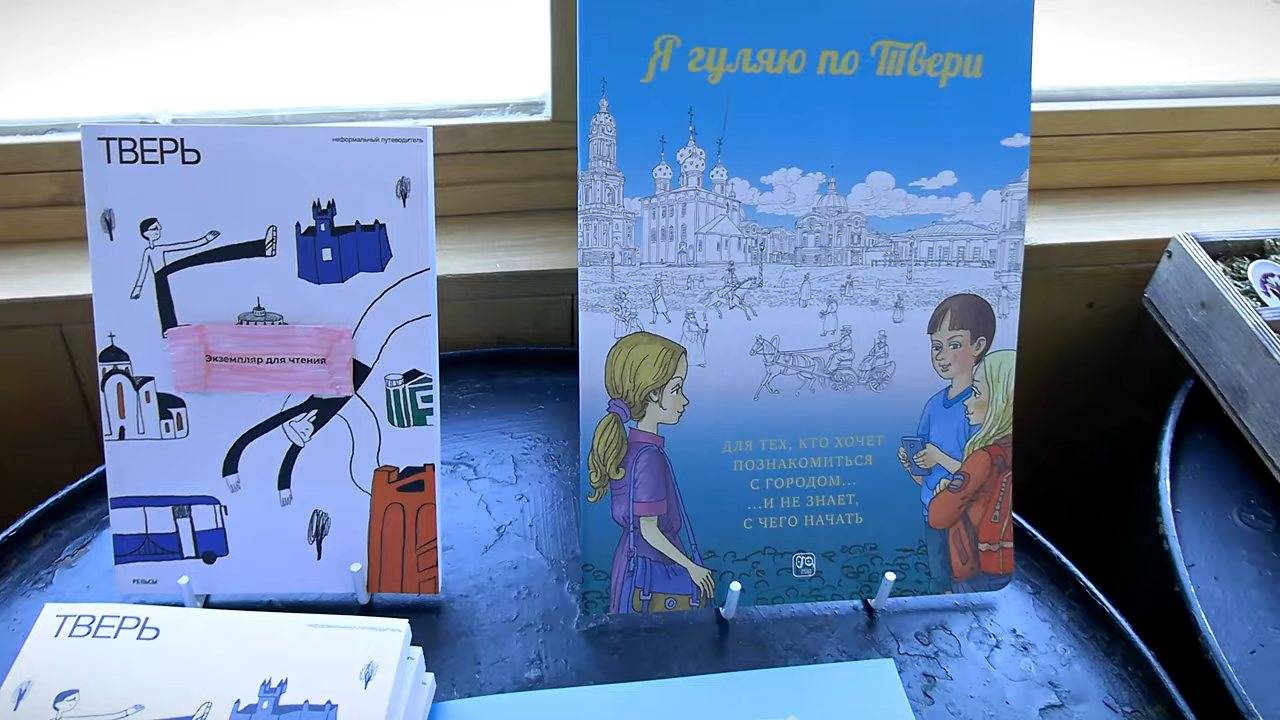 ТВЕРЬ
неформальный путеводитель
Экземпляр для чтения
РЕЛЬСЫ
Я гуляю по Твери
ДЛЯ ТЕХ, КТО ХОЧЕТ
ПОЗНАКОМИТЬСЯ
С ГОРОДОМ...
...И НЕ ЗНАЕТ,
С ЧЕГО НАЧАТЬ
ТВЕРЬ
неформальный путеводитель